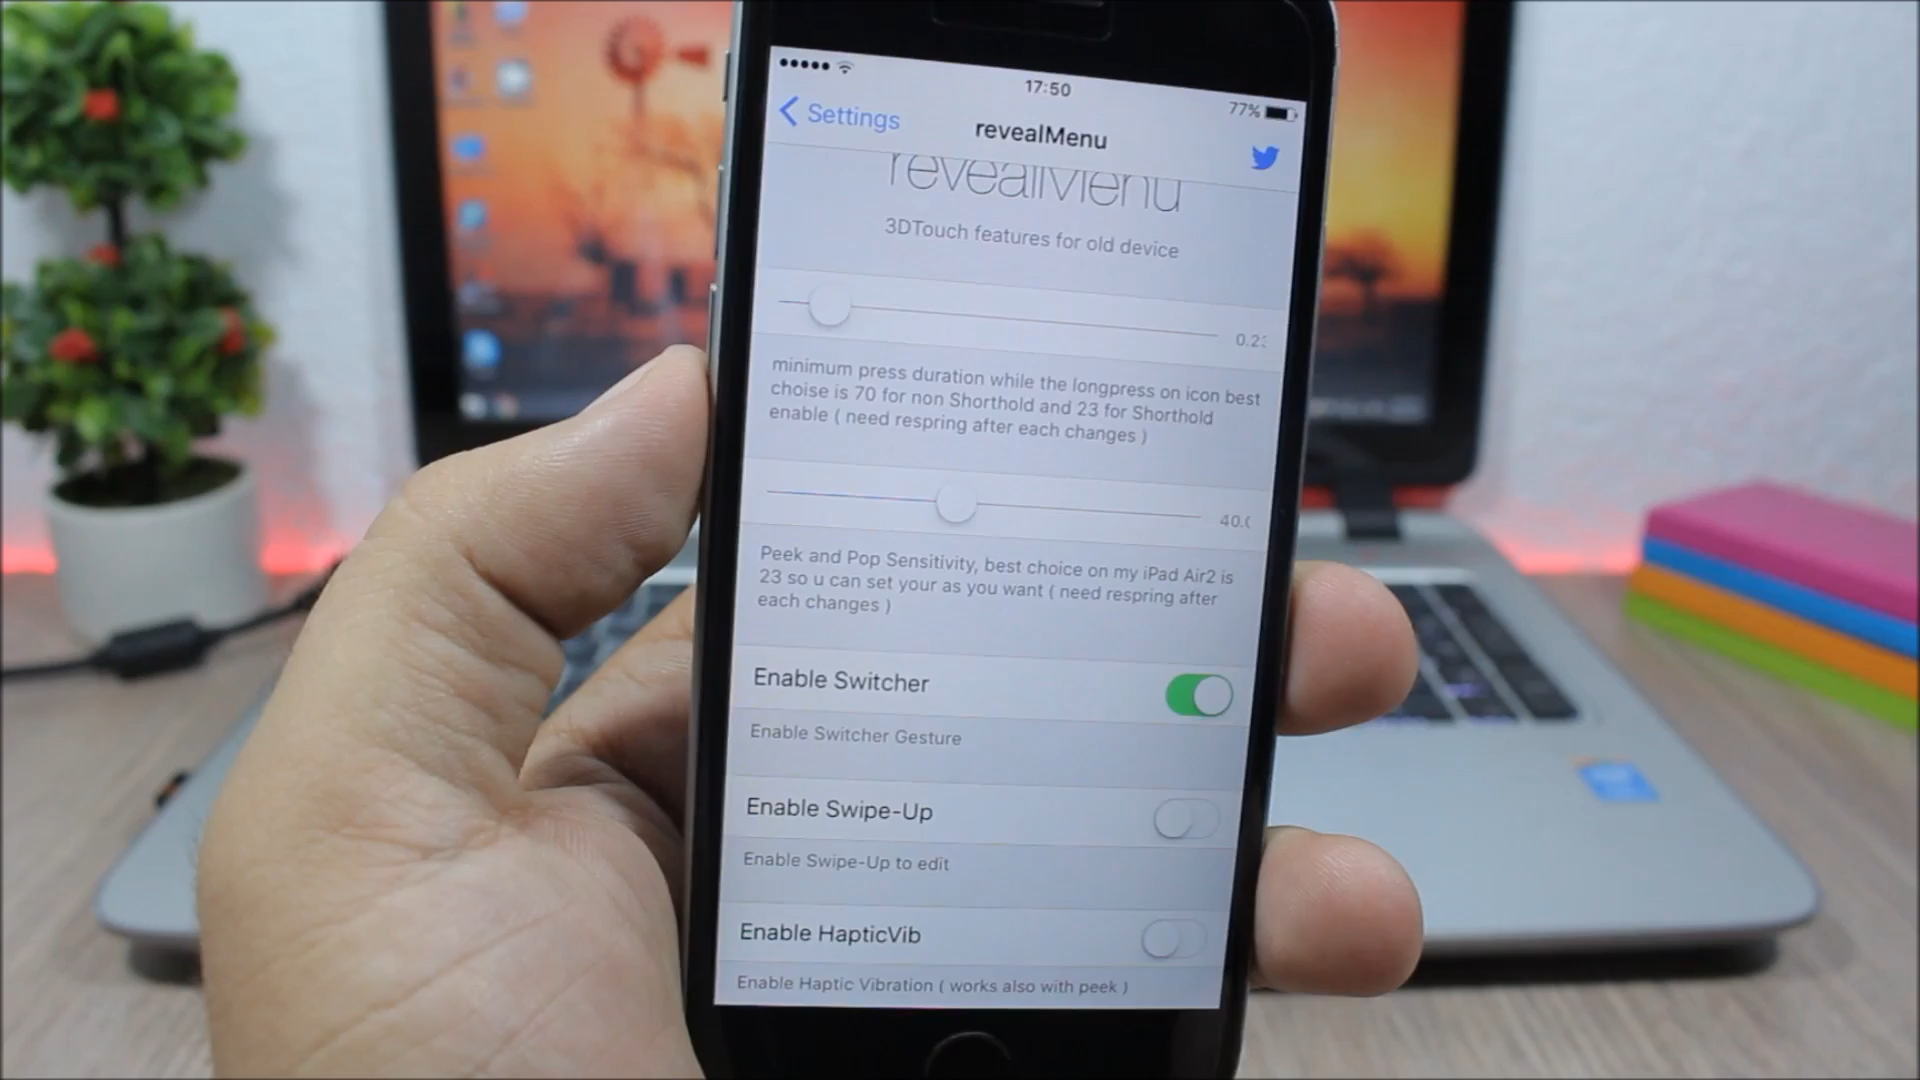 17:50
77%
Settings
revealMenu
revealMenu
3DTouch features for old device
0.23
minimum press duration while the longpress on icon best
choise is 70 for non Shorthold and 23 for Shorthold
enable ( need respring after each changes )
40.0
Peek and Pop Sensitivity, best choice on my iPad Air2 is
23 so u can set your as you want ( need respring after
each changes )
Enable Switcher
Enable Switcher Gesture
Enable Swipe-Up
Enable Swipe-Up to edit
Enable HapticVib
Enable Haptic Vibration ( works also with peek )